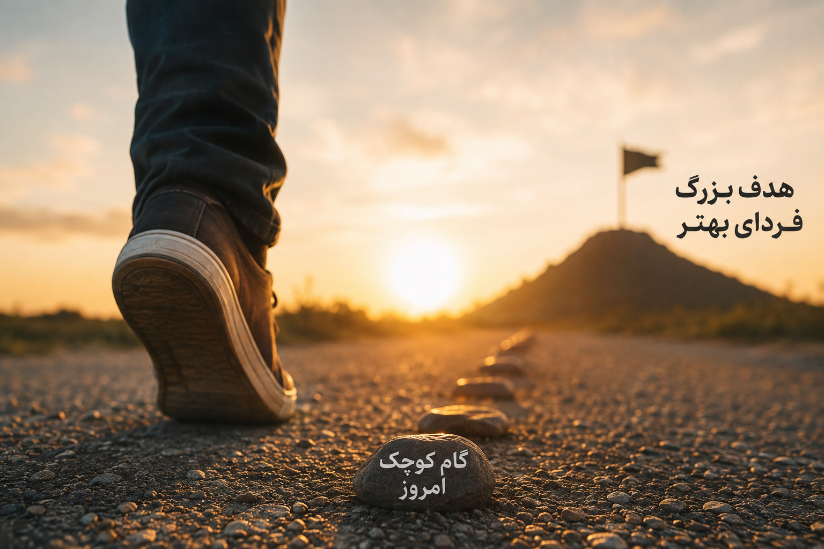 هدف بزرگ
فردای بهتر
گام کوچک
امروز